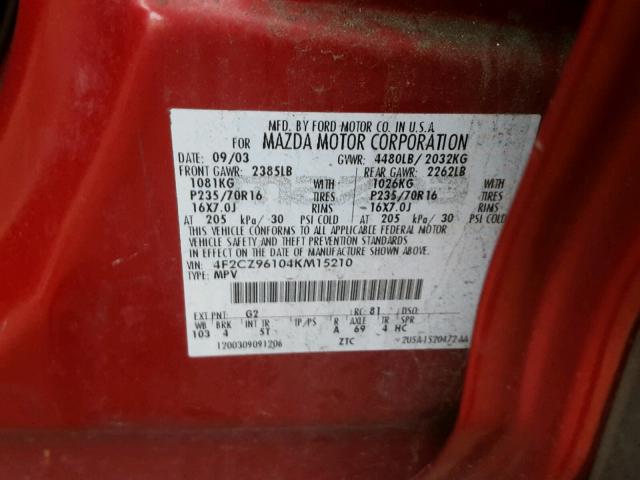 MFD. BY FORD MOTOR CO. IN U.S.A.
FOR MAZDA MOTOR CORPORATION
DATE: 09/03 GVWR: 4480LB/ 2032KG
FRONT GAWR: 2385LB REAR GAWR: 2262LB
1081KG WITH 1026KG WITH
P235/70R16 TIRES P235/70R16 TIRES
16X7.0J RIMS 16X7.0J RIMS
AT 205 kPa/ 30 PSI COLD AT 205 kPa/ 30 PSI COLD
THIS VEHICLE CONFORMS TO ALL APPLICABLE FEDERAL MOTOR
VEHICLE SAFETY AND THEFT PREVENTION STANDARDS
IN EFFECT ON THE DATE OF MANUFACTURE SHOWN ABOVE.
VIN: 4F2CZ96104KM15210
TYPE: MPV
EXT PNT: G2 RC: 81 DSO:
WB BRK INT TR TP/PS R AXLE TR SPR
103 4 ST A 69 4 HC
1200309091206 ZTC 2U5A-1520472-AA